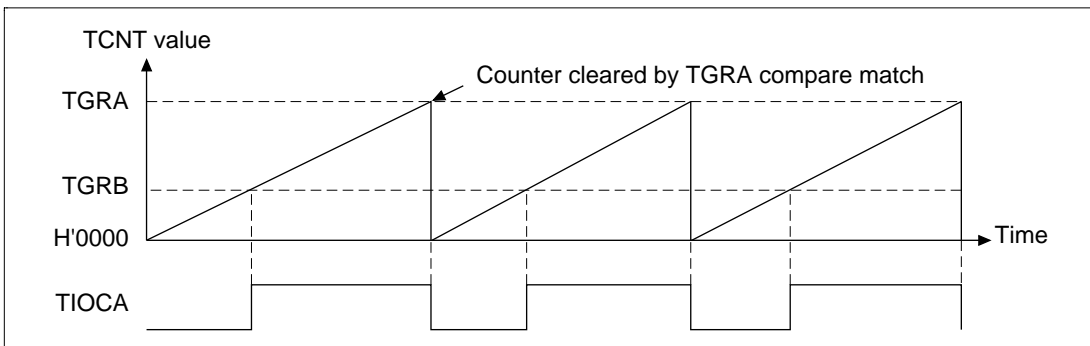 TCNT value
Counter cleared by TGRA compare match
TGRA
TGRB
H'0000
Time
TIOCA